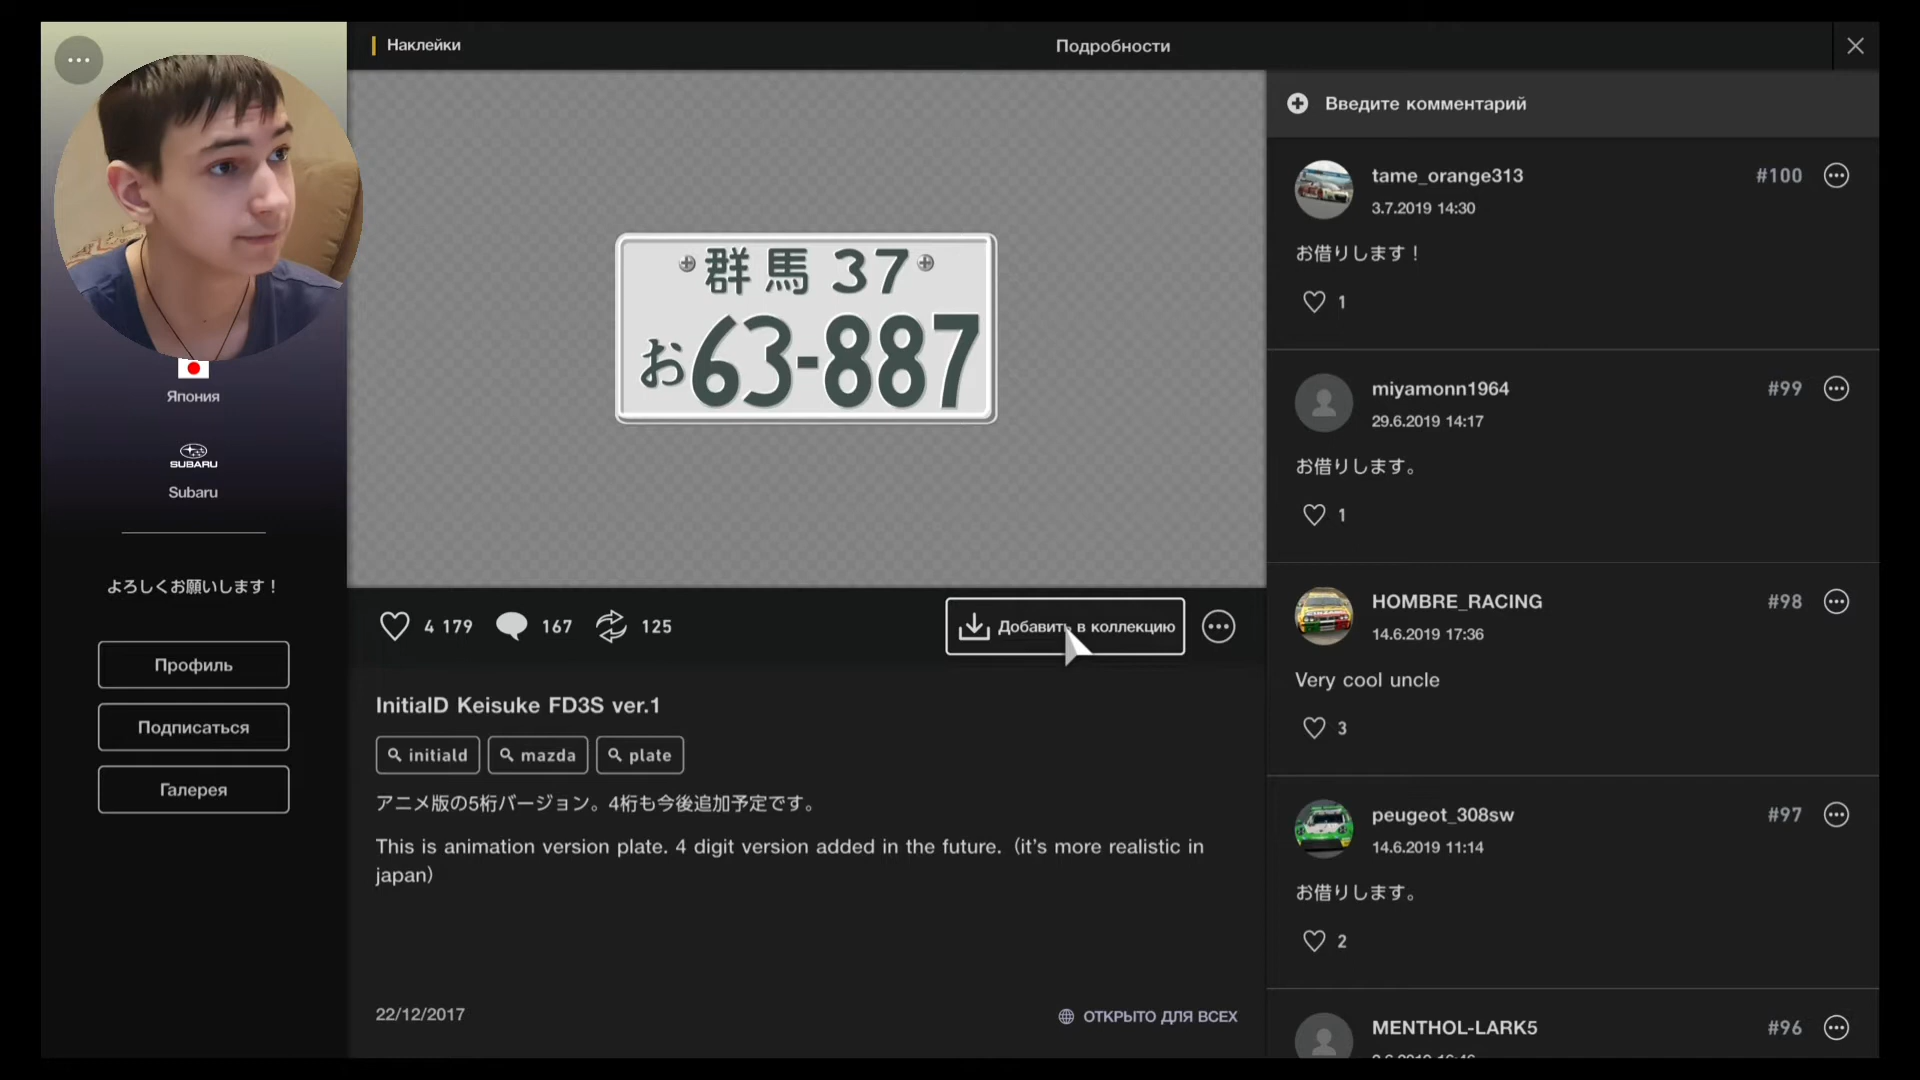 Наклейки
Подробности
Введите комментарий
群馬 37
お 63-887
Япония
SUBARU
Subaru
よろしくお願いします！
Профиль
Подписаться
Галерея
4 179
167
125
Добавить в коллекцию
InitialD Keisuke FD3S ver.1
initiald
mazda
plate
アニメ版の5桁バージョン。4桁も今後追加予定です。
This is animation version plate. 4 digit version added in the future.（it's more realistic in
japan）
22/12/2017
ОТКРЫТО ДЛЯ ВСЕХ
tame_orange313
#100
3.7.2019 14:30
お借りします！
1
miyamonn1964
#99
29.6.2019 14:17
お借りします。
1
HOMBRE_RACING
#98
14.6.2019 17:36
Very cool uncle
3
peugeot_308sw
#97
14.6.2019 11:14
お借りします。
2
MENTHOL-LARK5
#96